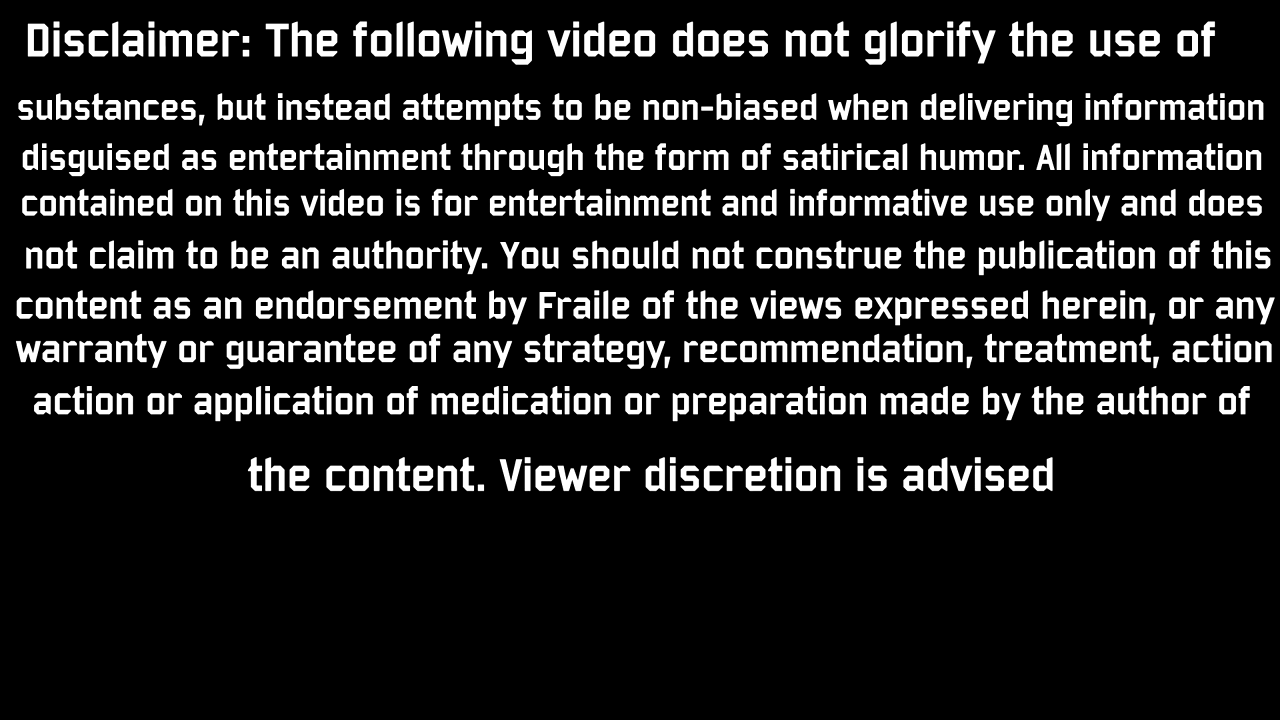 Disclaimer: The following video does not glorify the use of
substances, but instead attempts to be non-biased when delivering information
disguised as entertainment through the form of satirical humor. All information
contained on this video is for entertainment and informative use only and does
not claim to be an authority. You should not construe the publication of this
content as an endorsement by Fraile of the views expressed herein, or any
warranty or guarantee of any strategy, recommendation, treatment, action
action or application of medication or preparation made by the author of
the content. Viewer discretion is advised